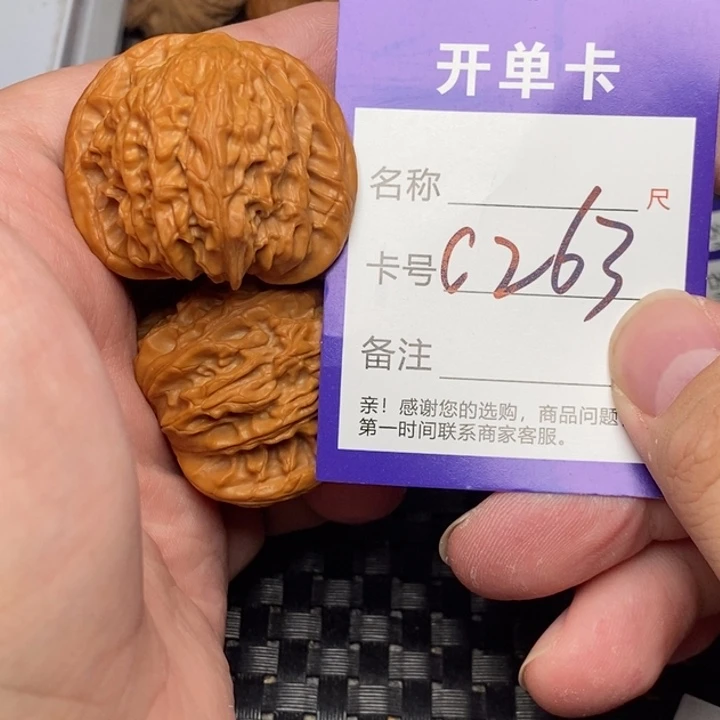 开单卡
名称 尺
卡号 C263
备注
亲！感谢您的选购，商品问题
第一时间联系商家客服。